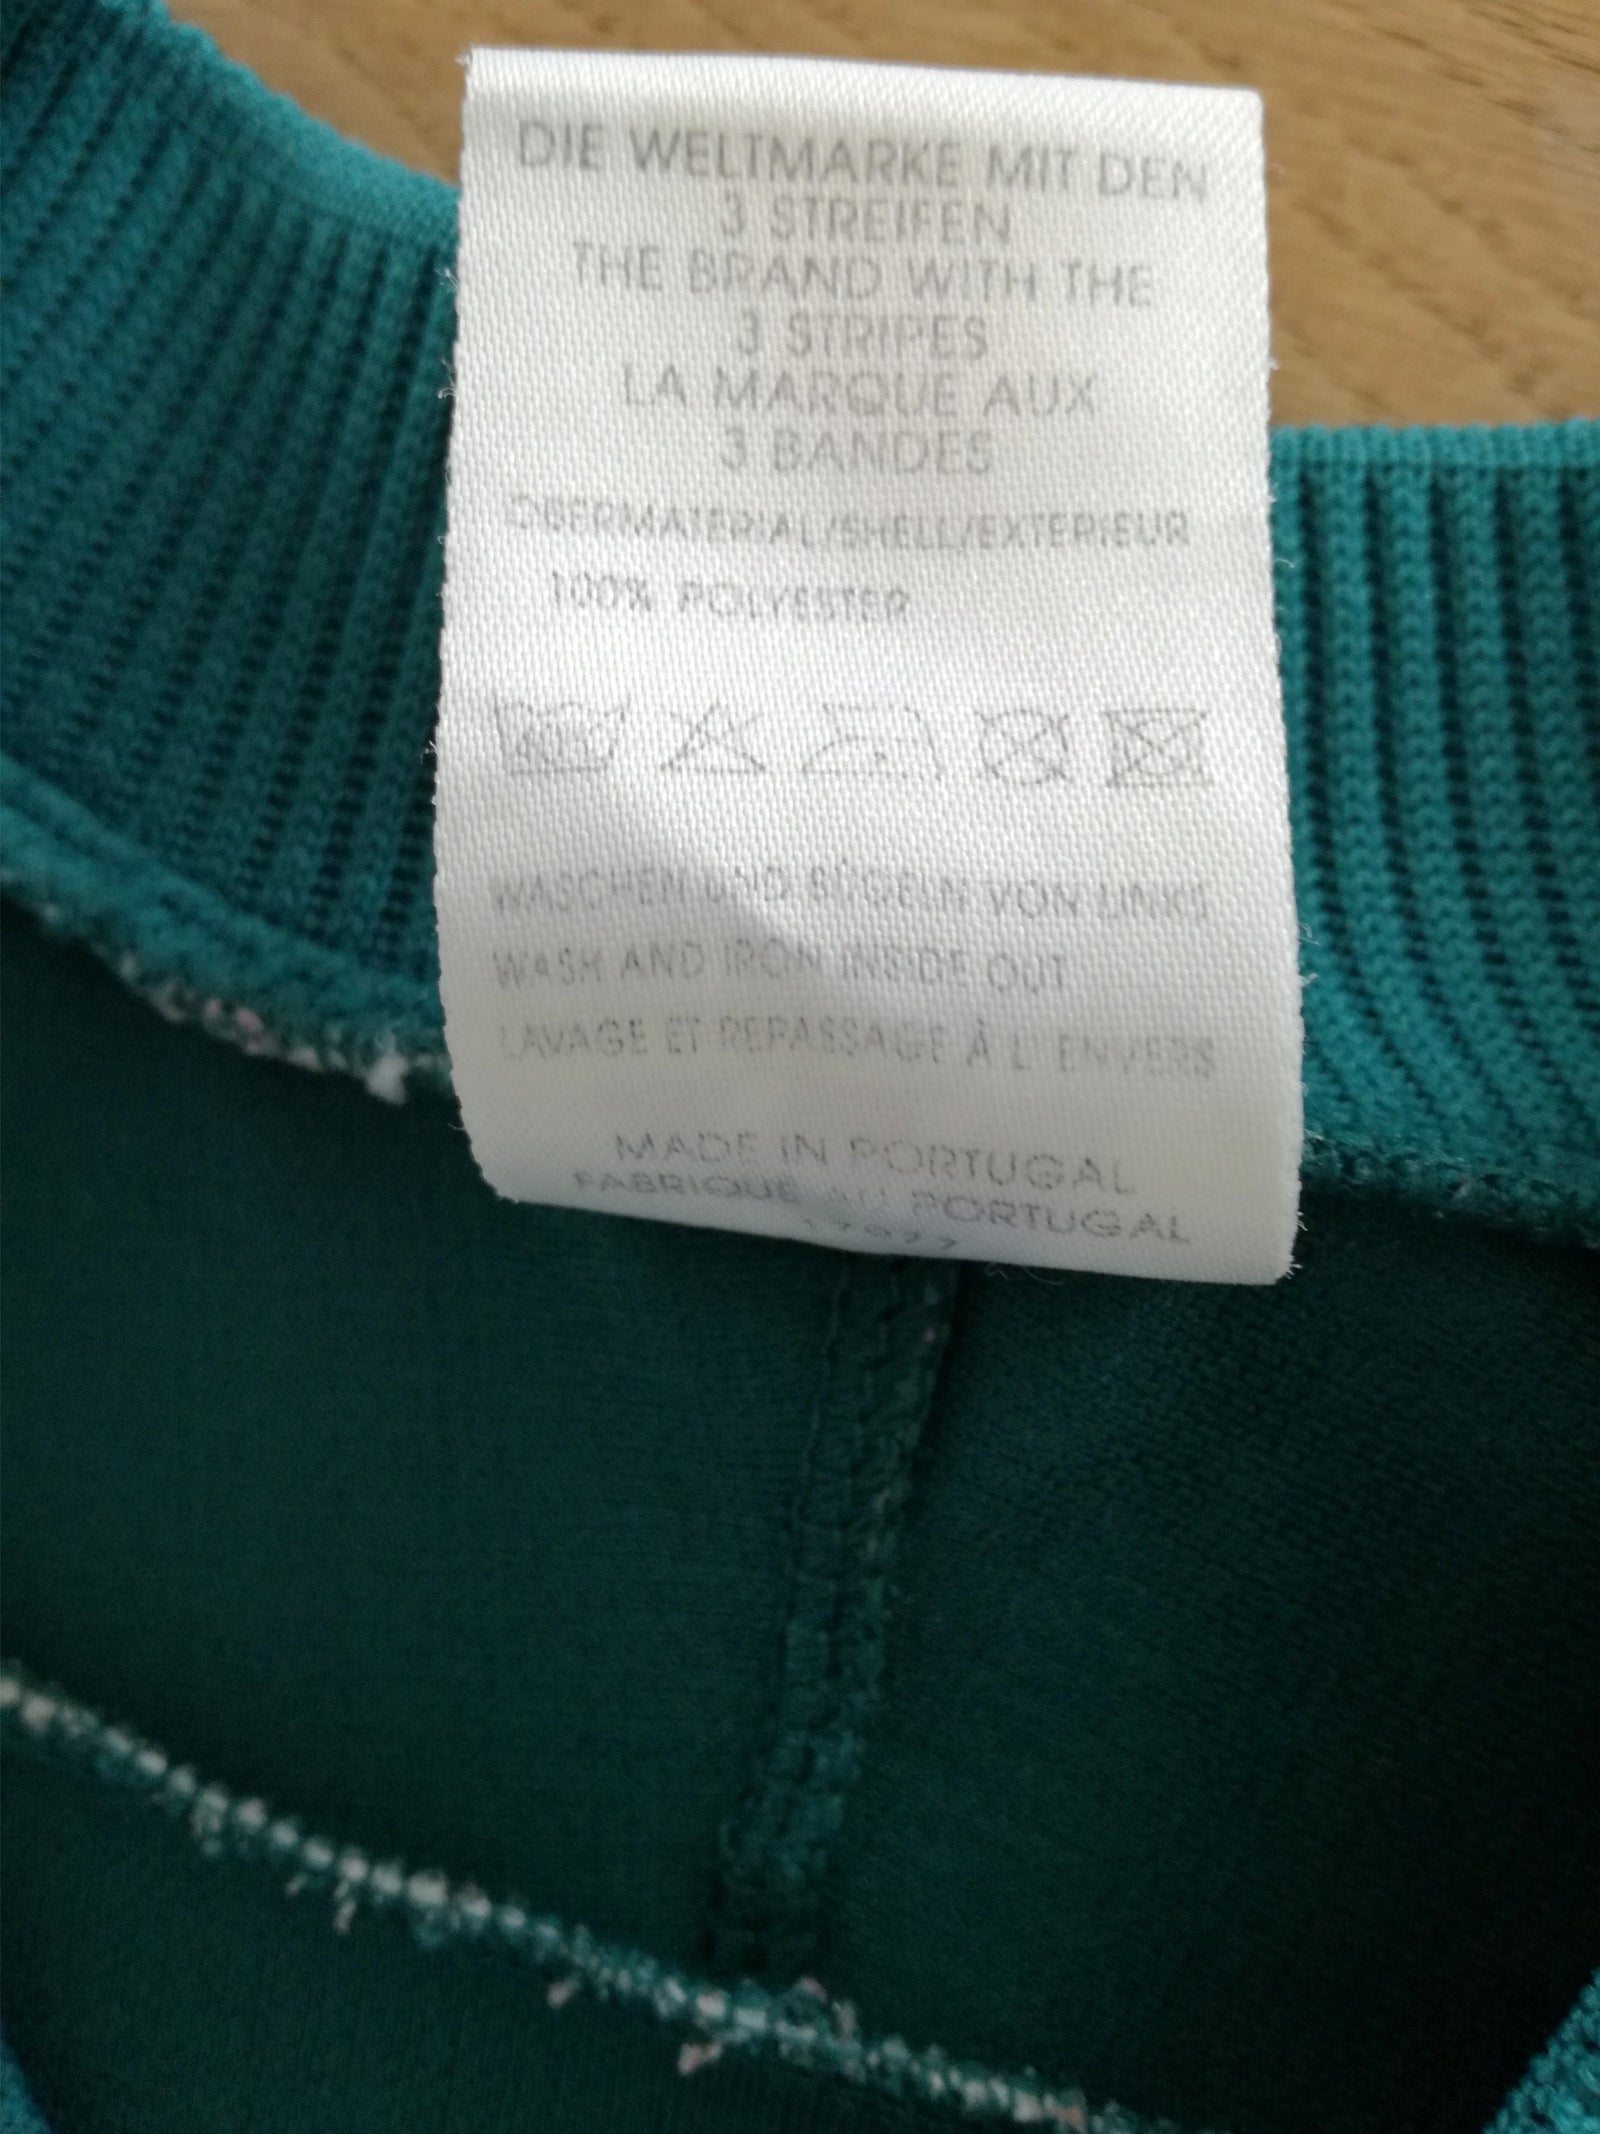 DIE WELTMARKE MIT DEN
3 STREIFEN
THE BRAND WITH THE
3 STRIPES
LA MARQUE AUX
3 BANDES
OBERMATERIAL/SHELL/EXTERIEUR
100% POLYESTER
WASCHEN UND BÜGELN VON LINKS
WASH AND IRON INSIDE OUT
LAVAGE ET REPASSAGE À L'ENVERS
MADE IN PORTUGAL
FABRIQUE AU PORTUGAL